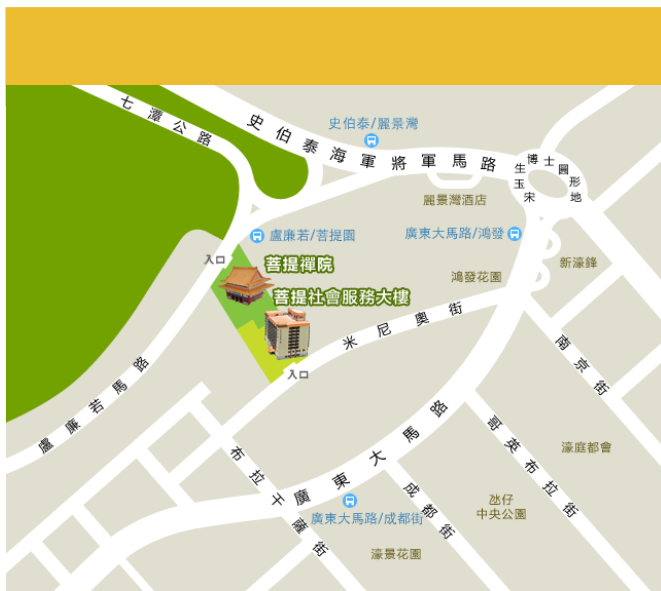 七潭公路
史伯泰海軍將軍馬路
史伯泰/麗景灣
宋玉生博士圓形地
麗景灣酒店
盧廉若/菩提園
廣東大馬路/鴻發
入口
菩提禪院
新濠鋒
鴻發花園
菩提社會服務大樓
米尼奧街
入口
南京街
盧廉若馬路
布拉干薩街
廣東大馬路
哥英布拉街
濠庭都會
成都街
氹仔
中央公園
廣東大馬路/成都街
濠景花園